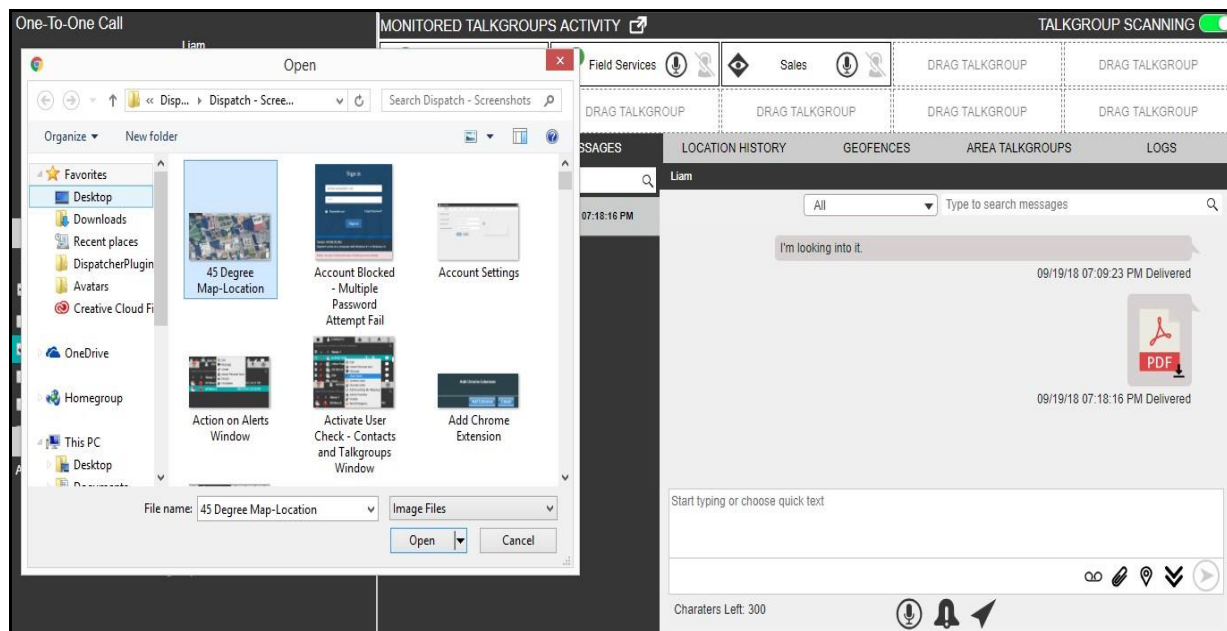 One-To-One Call
Liam
MONITORED TALKGROUPS ACTIVITY
TALKGROUP SCANNING
Field Services
Sales
DRAG TALKGROUP
DRAG TALKGROUP
DRAG TALKGROUP
DRAG TALKGROUP
DRAG TALKGROUP
DRAG TALKGROUP
Open
« Disp...
Dispatch - Scree...
Search Dispatch - Screenshots
Organize
New folder
Favorites
Desktop
Downloads
Recent places
DispatcherPlugin
Avatars
Creative Cloud Fi
OneDrive
Homegroup
This PC
Desktop
45 Degree
Map-Location
Sign in
Account Blocked
- Multiple
Password
Attempt Fail
Account Settings
Action on Alerts
Window
Activate User
Check - Contacts
and Talkgroups
Window
Add Chrome
Extension
File name:
45 Degree Map-Location
Image Files
Open
Cancel
SSAGES
LOCATION HISTORY
GEOFENCES
AREA TALKGROUPS
LOGS
07:18:16 PM
Liam
All
Type to search messages
I'm looking into it.
09/19/18 07:09:23 PM Delivered
PDF
09/19/18 07:18:16 PM Delivered
Start typing or choose quick text
Charaters Left: 300